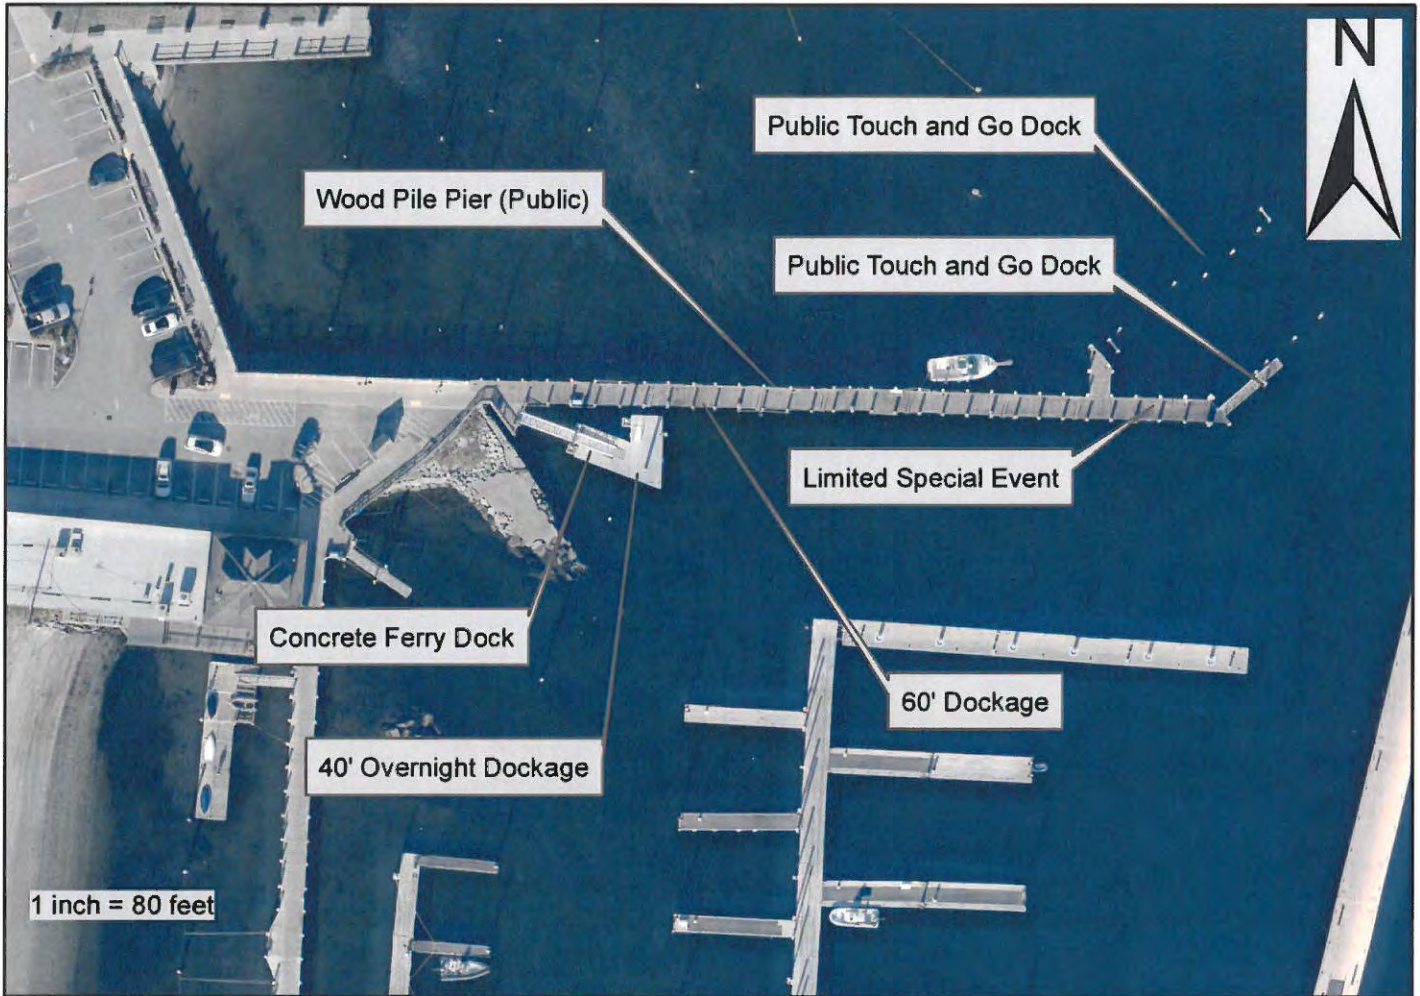 N
Public Touch and Go Dock
Wood Pile Pier (Public)
Public Touch and Go Dock
Limited Special Event
Concrete Ferry Dock
60' Dockage
40' Overnight Dockage
1 inch = 80 feet